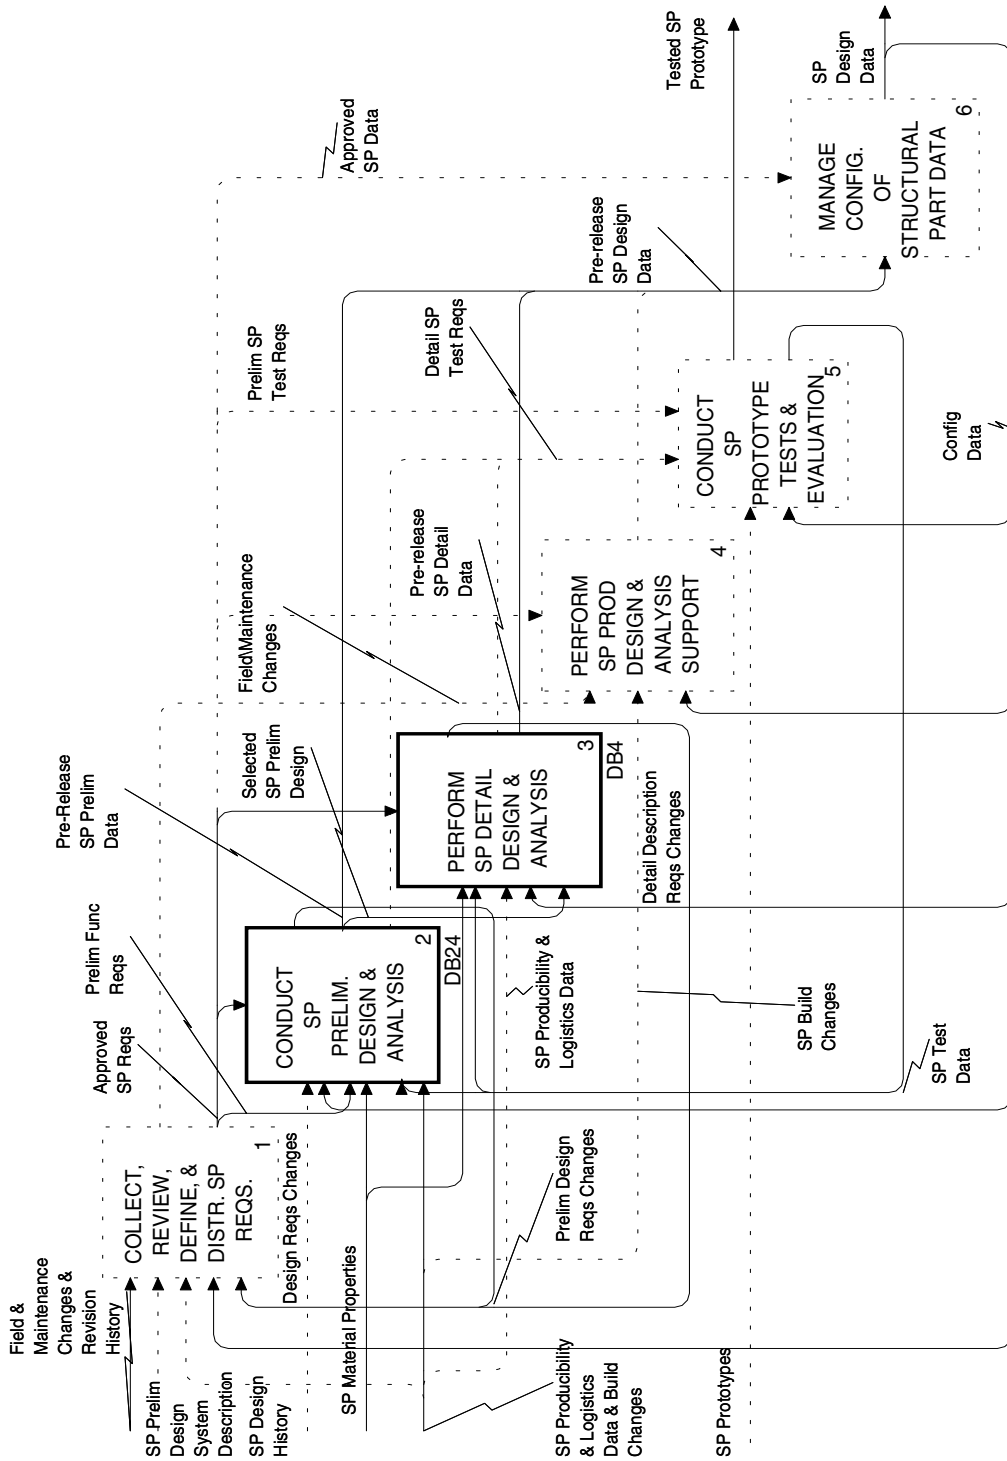 Field &
Maintenance
Changes &
Revision
History
SP Prelim
Design
System
Description
SP Design
History
SP Material Properties
SP Producibility
& Logistics
Data & Build
Changes
SP Prototypes
COLLECT,
REVIEW,
DEFINE, &
DISTR. SP
REQS.
1
Design Reqs Changes
Approved
SP Reqs
Prelim Func
Reqs
Prelim Design
Reqs Changes
CONDUCT
SP
PRELIM.
DESIGN &
ANALYSIS
2
DB24
Pre-Release
SP Prelim
Data
Selected
SP Prelim
Design
SP Producibility &
Logistics Data
SP Build
Changes
SP Test
Data
PERFORM
SP DETAIL
DESIGN &
ANALYSIS
3
DB4
Detail Description
Reqs Changes
Field\Maintenance
Changes
Pre-release
SP Detail
Data
PERFORM
SP PROD
DESIGN &
ANALYSIS
SUPPORT
4
Prelim SP
Test Reqs
Detail SP
Test Reqs
CONDUCT
SP
PROTOTYPE
TESTS &
EVALUATION
5
Config
Data
Pre-release
SP Design
Data
Approved
SP Data
MANAGE
CONFIG.
OF
STRUCTURAL
PART DATA
6
Tested SP
Prototype
SP
Design
Data